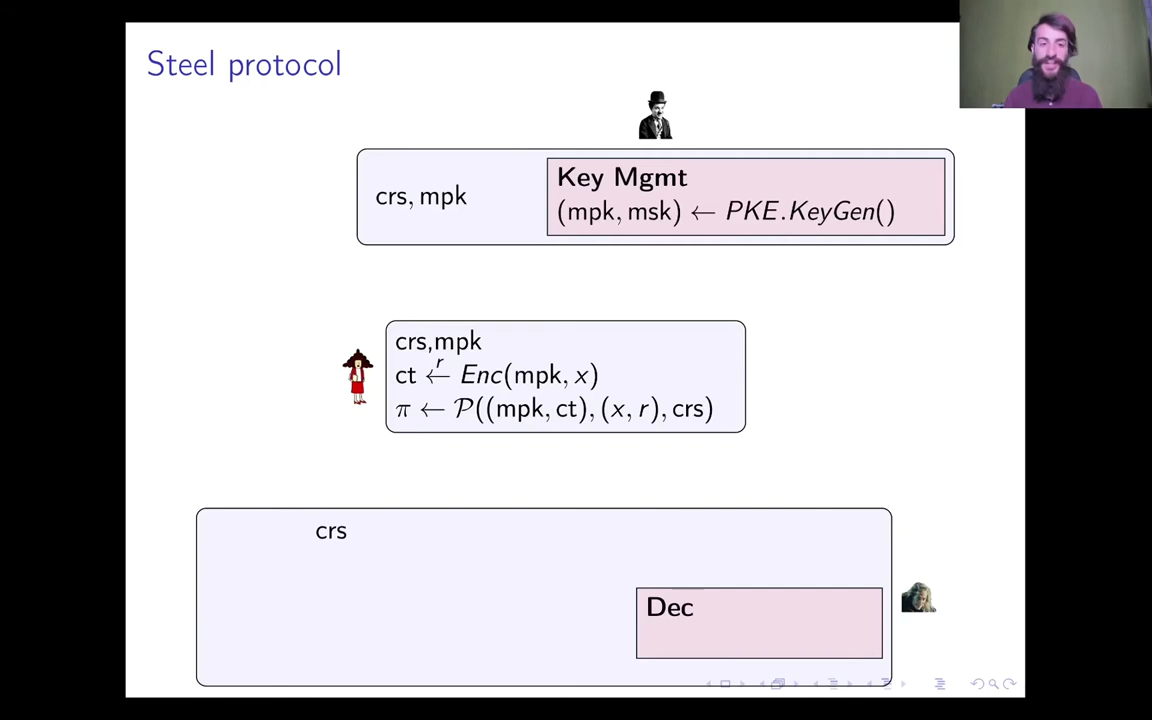 Steel protocol
crs, mpk
Key Mgmt
(mpk, msk) ← PKE.KeyGen()
crs,mpk
ct ←r Enc(mpk, x)
π ← P((mpk, ct), (x, r), crs)
crs
Dec